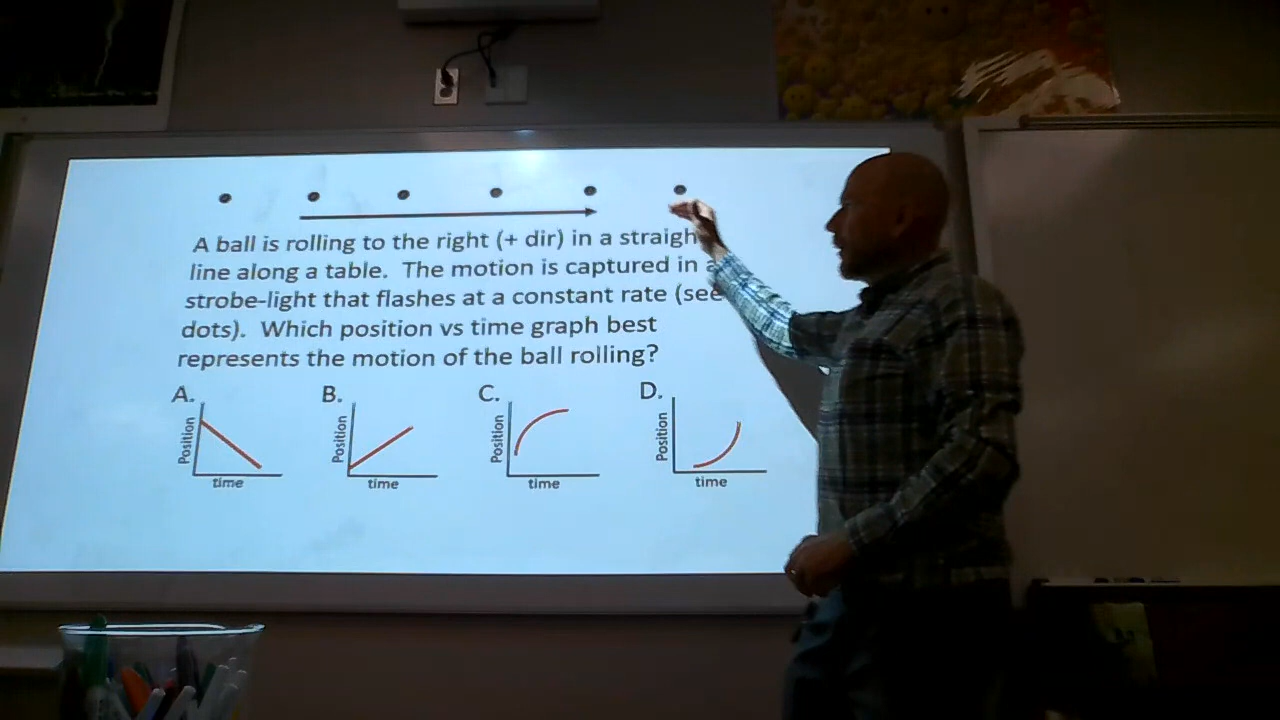 A ball is rolling to the right (+ dir) in a straigh
line along a table. The motion is captured in a
strobe-light that flashes at a constant rate (see
dots). Which position vs time graph best
represents the motion of the ball rolling?
A. B. C. D.
Position Position Position Position
time time time time